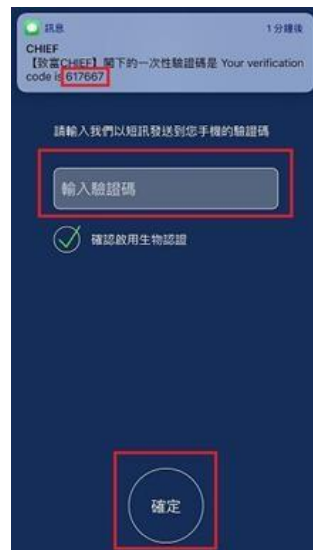 訊息 1 分鐘後
CHIEF
【致富CHIEF】閣下的一次性驗證碼是 Your verification
code is 617667
請輸入我們以短訊發送到您手機的驗證碼
輸入驗證碼
確認啟用生物認證
確定